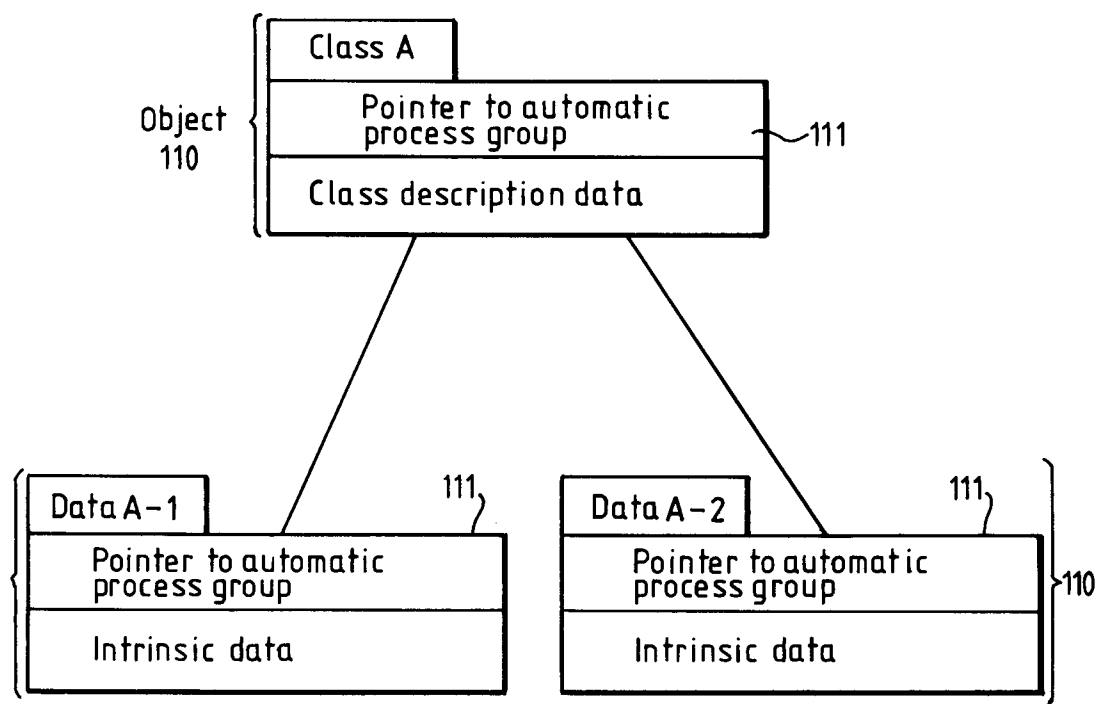 Class A
Object
110
Pointer to automatic
process group
111
Class description data
Data A-1
111
Pointer to automatic
process group
Intrinsic data
Data A-2
111
Pointer to automatic
process group
110
Intrinsic data